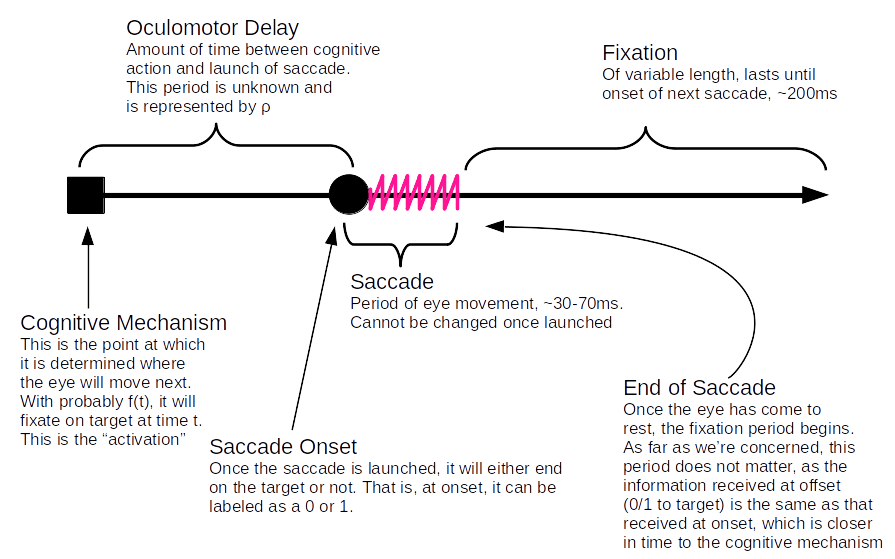 Oculomotor Delay
Amount of time between cognitive
action and launch of saccade.
This period is unknown and
is represented by ρ
Fixation
Of variable length, lasts until
onset of next saccade, ~200ms
Saccade
Period of eye movement, ~30-70ms.
Cannot be changed once launched
Cognitive Mechanism
This is the point at which
it is determined where
the eye will move next.
With probably f(t), it will
fixate on target at time t.
This is the “activation”
Saccade Onset
Once the saccade is launched, it will either end
on the target or not. That is, at onset, it can be
labeled as a 0 or 1.
End of Saccade
Once the eye has come to
rest, the fixation period begins.
As far as we’re concerned, this
period does not matter, as the
information received at offset
(0/1 to target) is the same as that
received at onset, which is closer
in time to the cognitive mechanism